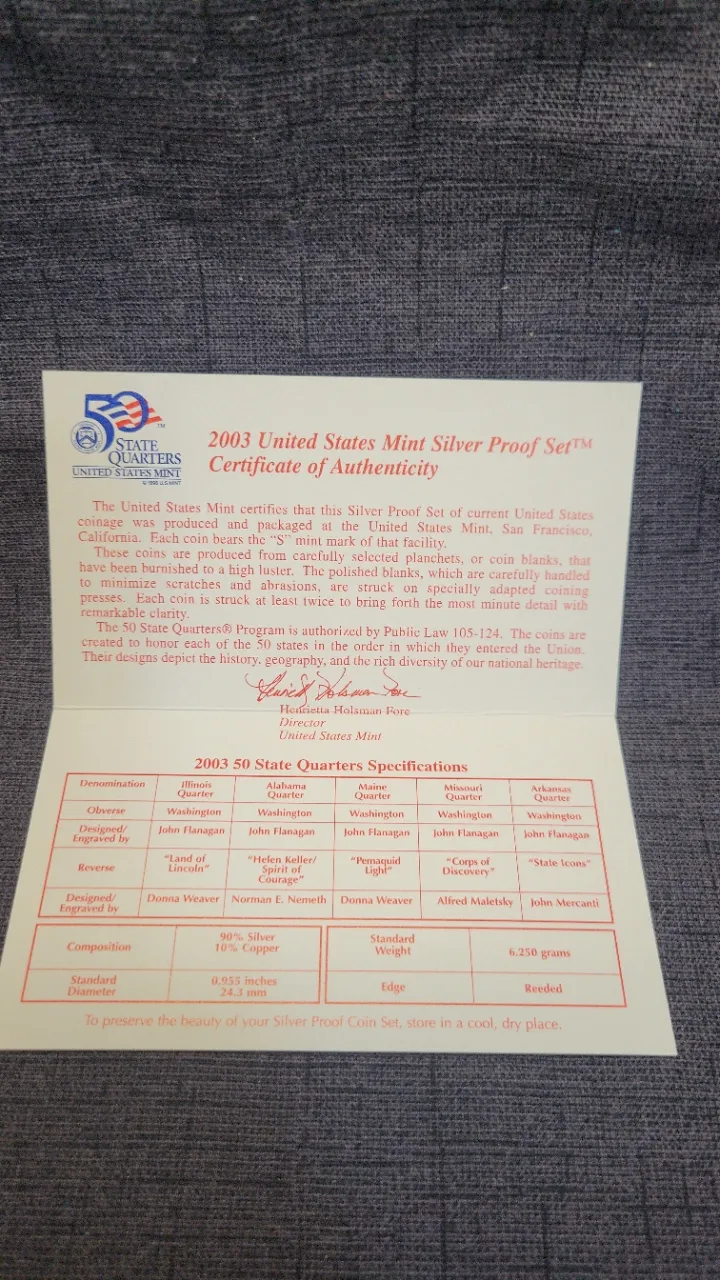 50 TM
STATE
QUARTERS
UNITED STATES MINT
© 1998 U.S. MINT
2003 United States Mint Silver Proof Set™
Certificate of Authenticity
The United States Mint certifies that this Silver Proof Set of current United States
coinage was produced and packaged at the United States Mint, San Francisco,
California. Each coin bears the "S" mint mark of that facility.
These coins are produced from carefully selected planchets, or coin blanks, that
have been burnished to a high luster. The polished blanks, which are carefully handled
to minimize scratches and abrasions, are struck on specially adapted coining
presses. Each coin is struck at least twice to bring forth the most minute detail with
remarkable clarity.
The 50 State Quarters® Program is authorized by Public Law 105-124. The coins are
created to honor each of the 50 states in the order in which they entered the Union.
Their designs depict the history, geography, and the rich diversity of our national heritage.
Henrietta Holsman Fore
Henrietta Holsman Fore
Director
United States Mint
2003 50 State Quarters Specifications
Denomination Illinois Quarter Alabama Quarter Maine Quarter Missouri Quarter Arkansas Quarter
Obverse Washington Washington Washington Washington Washington
Designed/ Engraved by John Flanagan John Flanagan John Flanagan John Flanagan John Flanagan
Reverse "Land of Lincoln" "Helen Keller/ Spirit of Courage" "Pemaquid Light" "Corps of Discovery" "State Icons"
Designed/ Engraved by Donna Weaver Norman E. Nemeth Donna Weaver Alfred Maletsky John Mercanti
Composition 90% Silver 10% Copper Standard Weight 6.250 grams
Standard Diameter 0.955 inches 24.3 mm Edge Reeded
To preserve the beauty of your Silver Proof Coin Set, store in a cool, dry place.